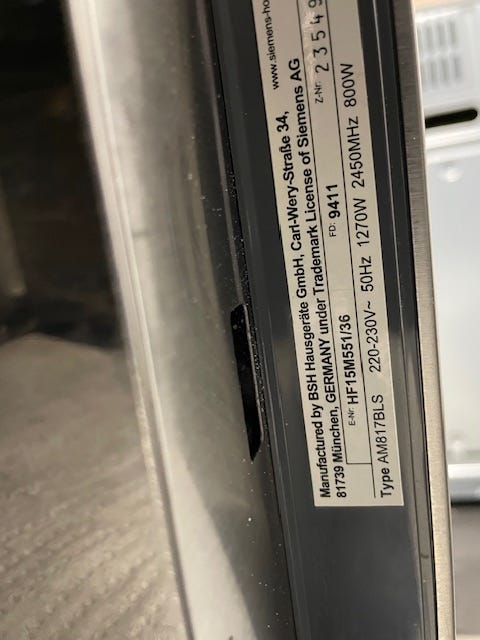 www.siemens-ho
Manufactured by BSH Hausgeräte GmbH, Carl-Wery-Straße 34,
81739 München, GERMANY under Trademark License of Siemens AG
E-Nr. HF15M551/36 FD: 9411 Z-Nr. 23549
Type AM817BLS 220-230V~ 50Hz 1270W 2450MHz 800W